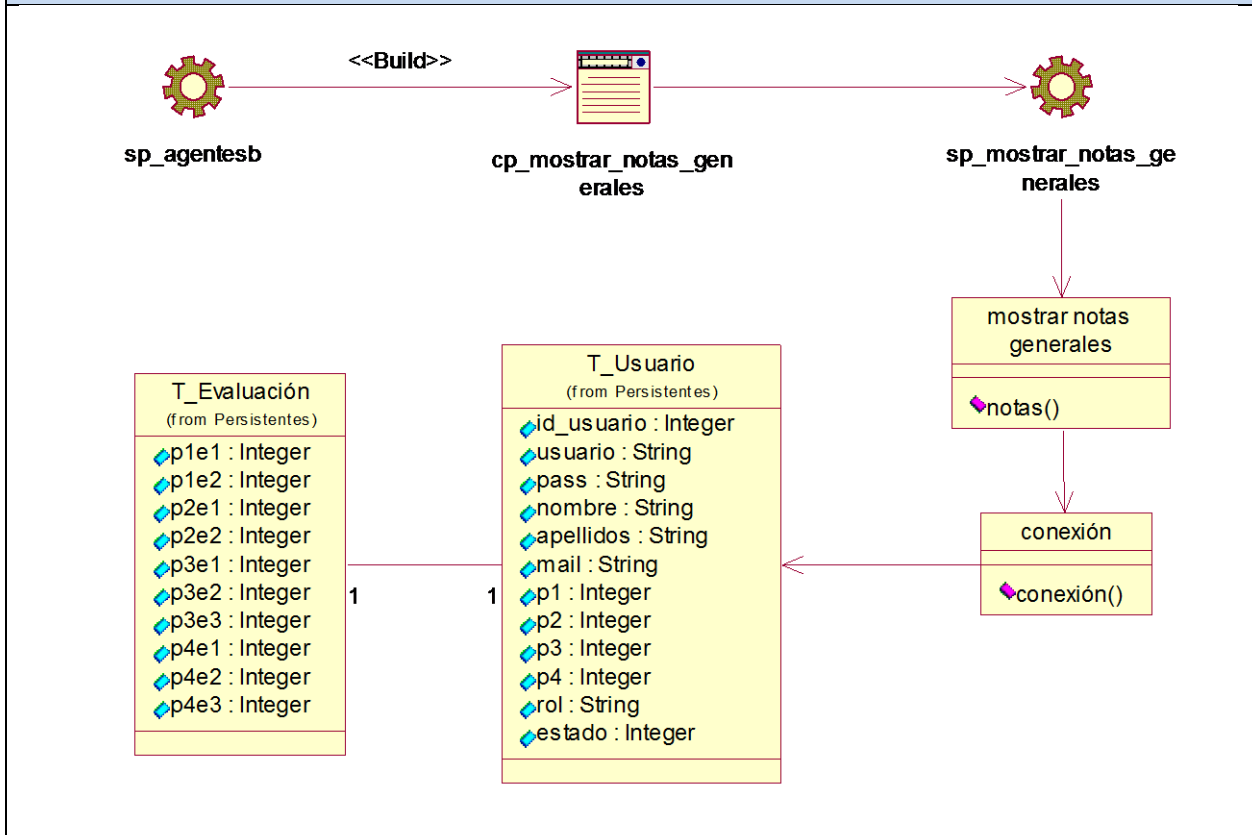 <<Build>>
sp_agentesb
cp_mostrar_notas_gen
erales
sp_mostrar_notas_ge
nerales
mostrar notas
generales
notas()
conexión
conexión()
T_Usuario
(from Persistentes)
id_usuario : Integer
usuario : String
pass : String
nombre : String
apellidos : String
mail : String
p1 : Integer
p2 : Integer
p3 : Integer
p4 : Integer
rol : String
estado : Integer
1
1
T_Evaluación
(from Persistentes)
p1e1 : Integer
p1e2 : Integer
p2e1 : Integer
p2e2 : Integer
p3e1 : Integer
p3e2 : Integer
p3e3 : Integer
p4e1 : Integer
p4e2 : Integer
p4e3 : Integer